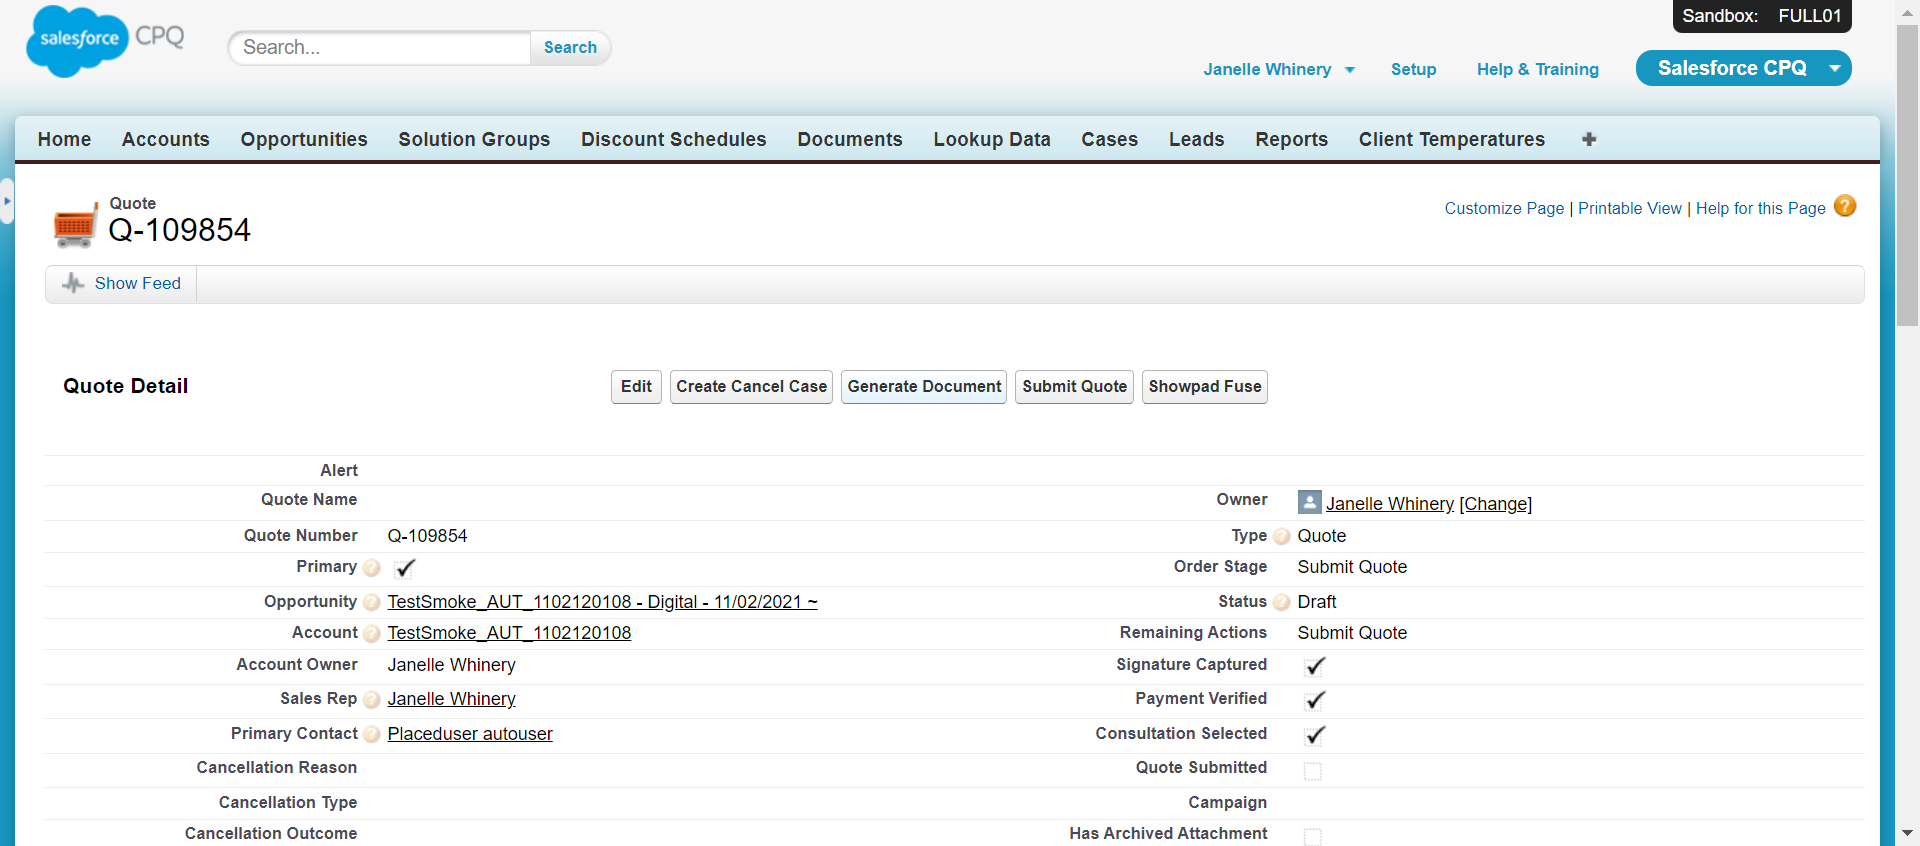 Sandbox: FULL01
salesforce CPQ
Search... Search
Janelle Whinery Setup Help & Training Salesforce CPQ
Home Accounts Opportunities Solution Groups Discount Schedules Documents Lookup Data Cases Leads Reports Client Temperatures
Quote
Q-109854
Customize Page | Printable View | Help for this Page ?
Show Feed
Quote Detail Edit Create Cancel Case Generate Document Submit Quote Showpad Fuse
Alert
Quote Name Owner Janelle Whinery [Change]
Quote Number Q-109854 Type ? Quote
Primary ? Order Stage Submit Quote
Opportunity ? TestSmoke_AUT_1102120108 - Digital - 11/02/2021 ~ Status ? Draft
Account ? TestSmoke_AUT_1102120108 Remaining Actions Submit Quote
Account Owner Janelle Whinery Signature Captured
Sales Rep ? Janelle Whinery Payment Verified
Primary Contact ? Placeduser autouser Consultation Selected
Cancellation Reason Quote Submitted
Cancellation Type Campaign
Cancellation Outcome Has Archived Attachment